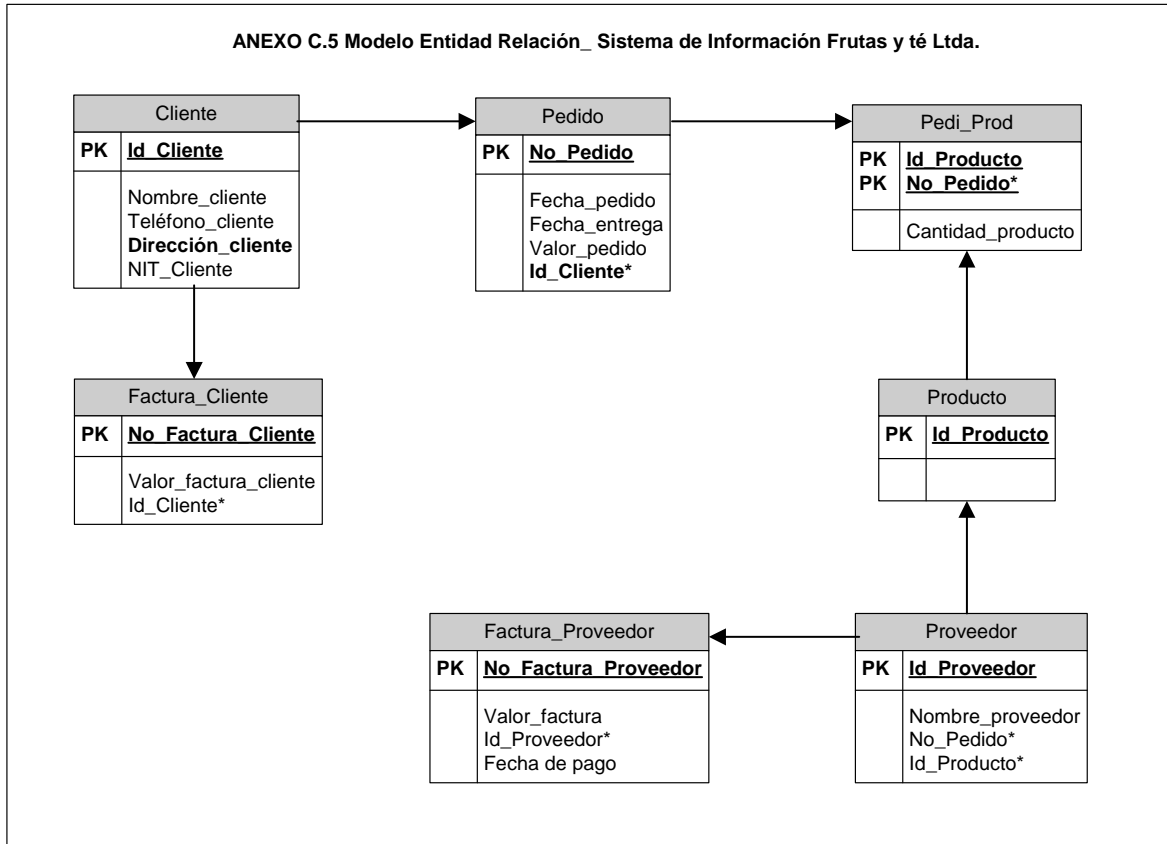 ANEXO C.5 Modelo Entidad Relación_ Sistema de Información Frutas y té Ltda.
Cliente
PK Id_Cliente
Nombre_cliente
Teléfono_cliente
Dirección_cliente
NIT_Cliente
Pedido
PK No_Pedido
Fecha_pedido
Fecha_entrega
Valor_pedido
Id_Cliente*
Pedi_Prod
PK Id_Producto
PK No_Pedido*
Cantidad_producto
Factura_Cliente
PK No_Factura_Cliente
Valor_factura_cliente
Id_Cliente*
Producto
PK Id_Producto
Factura_Proveedor
PK No_Factura_Proveedor
Valor_factura
Id_Proveedor*
Fecha de pago
Proveedor
PK Id_Proveedor
Nombre_proveedor
No_Pedido*
Id_Producto*